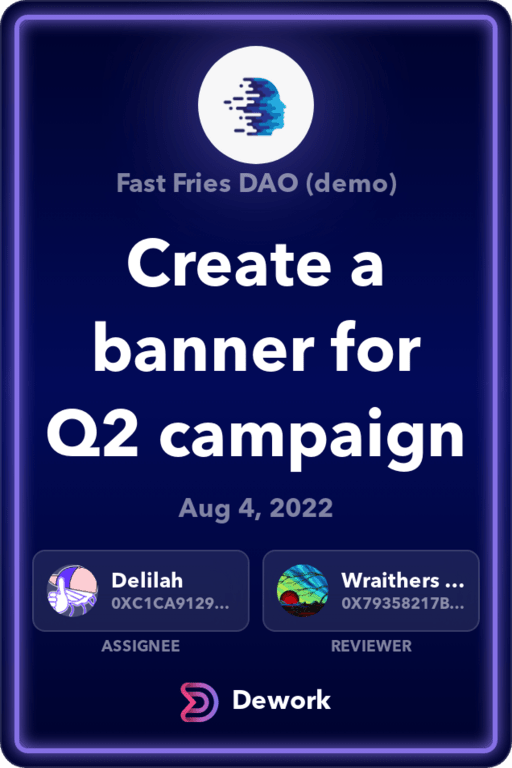 Fast Fries DAO (demo)
Create a
banner for
Q2 campaign
Aug 4, 2022
Delilah
0XC1CA9129...
ASSIGNEE
Wraithers ...
0X79358217B...
REVIEWER
Dework